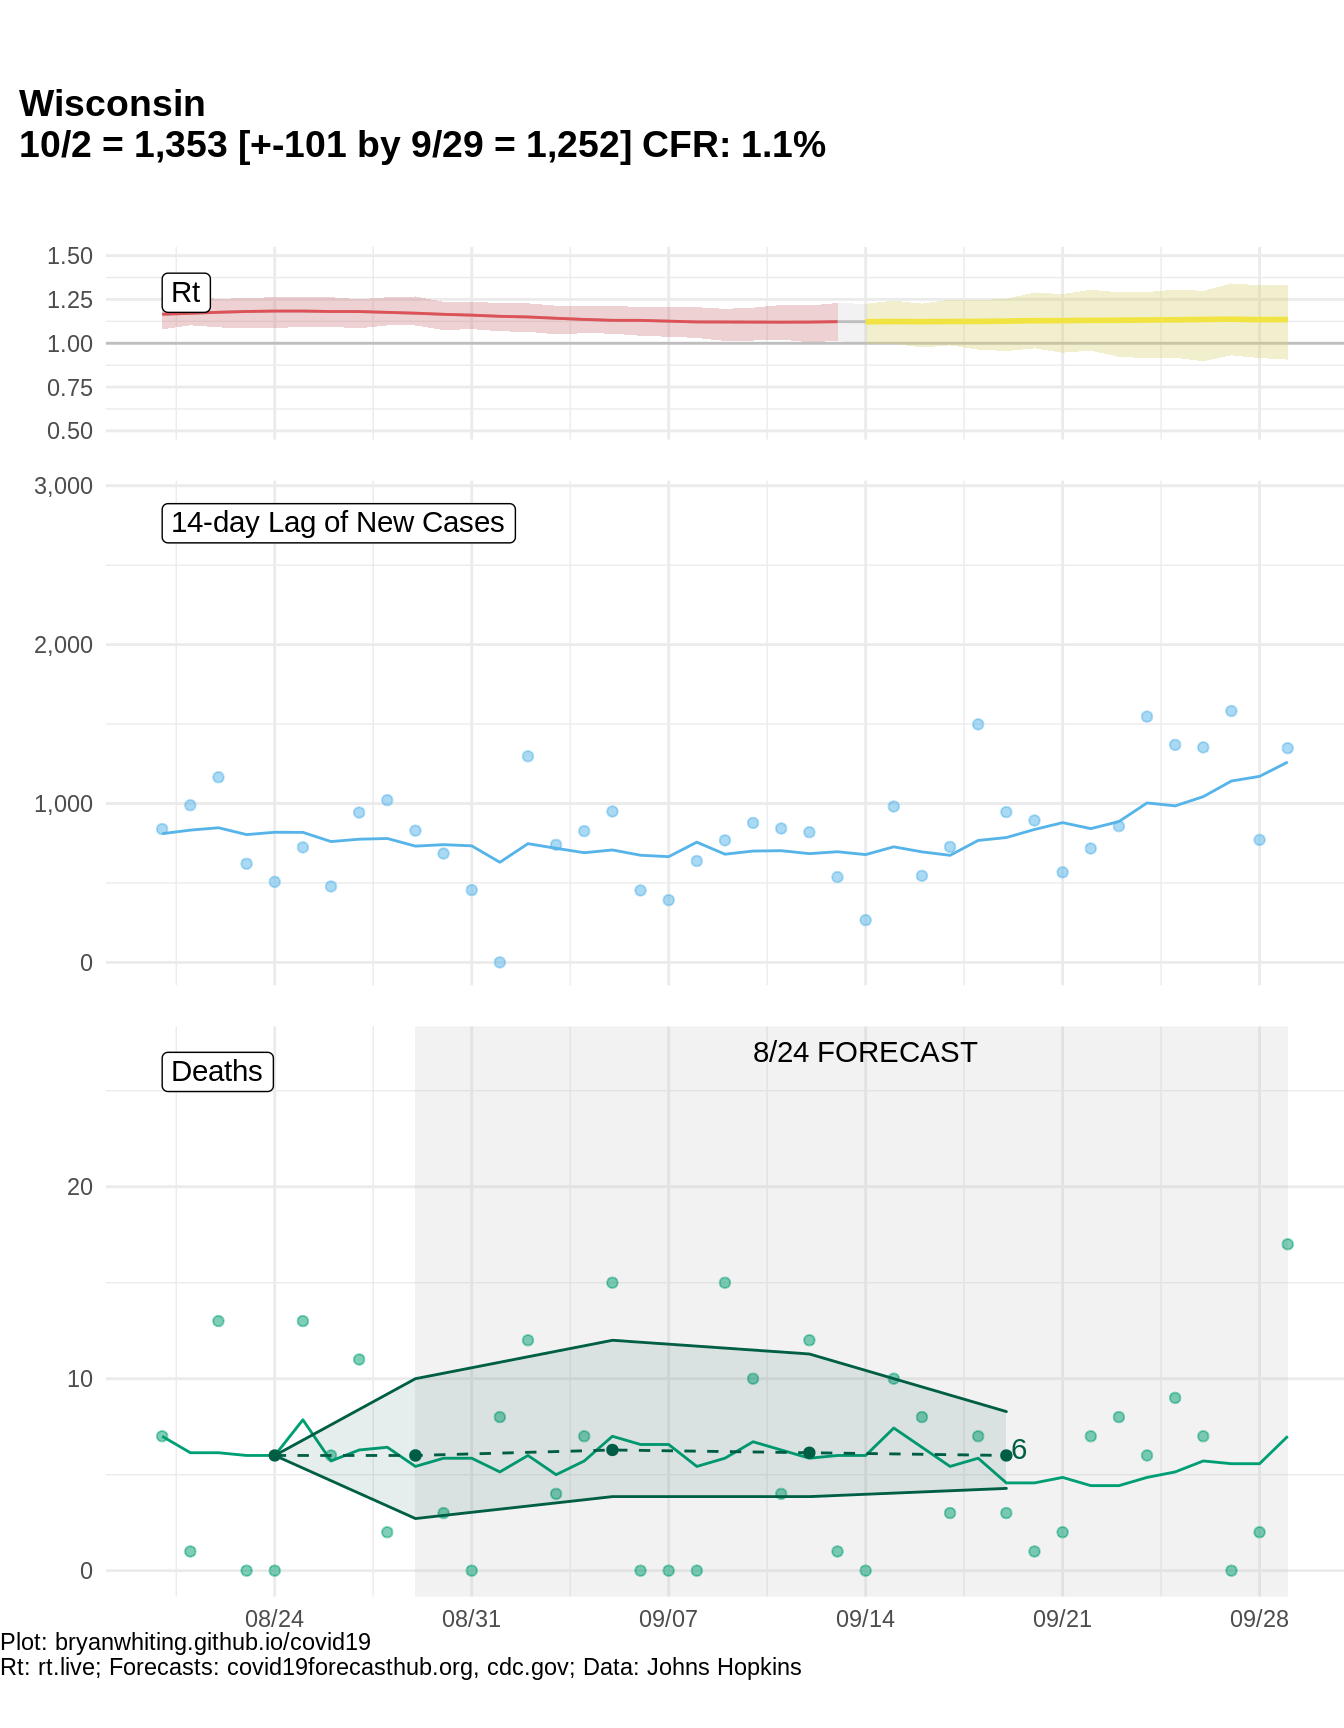 Wisconsin
10/2 = 1,353 [+-101 by 9/29 = 1,252] CFR: 1.1%
1.50
1.25
1.00
0.75
0.50
Rt
3,000
2,000
1,000
0
14-day Lag of New Cases
8/24 FORECAST
Deaths
20
10
0
6
08/24 08/31 09/07 09/14 09/21 09/28
Plot: bryanwhiting.github.io/covid19
Rt: rt.live; Forecasts: covid19forecasthub.org, cdc.gov; Data: Johns Hopkins